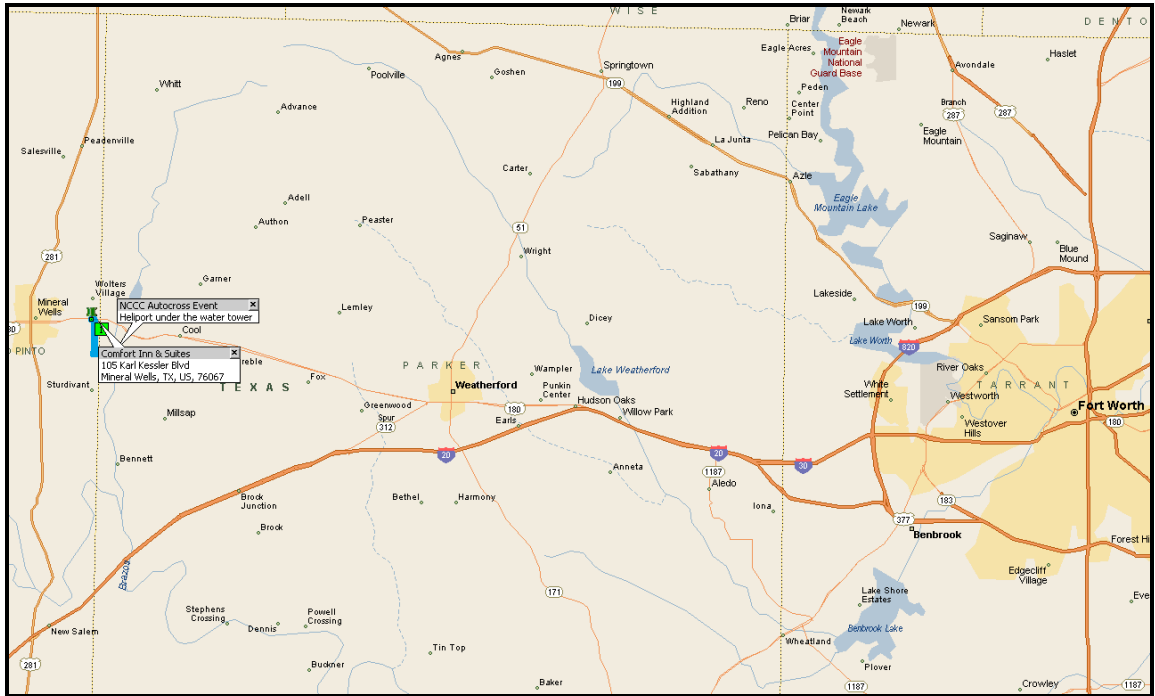 WISE
Briar
Newark
Beach
Newark
DENTO
Agnes
Goshen
Springtown
Eagle Acres
Eagle
Mountain
National
Guard Base
Haslet
Avondale
Poolville
199
Peden
Whitt
Advance
Highland
Addition
Reno
Center
Point
Branch
287
287
Peadenville
Salesville
La Junta
Pelican Bay
Eagle
Mountain
Carter
Sabathany
Azle
Adell
Eagle
Mountain Lake
Authon
Peaster
51
Saginaw
Blue
Mound
281
Wright
Garner
Wolters
Village
Mineral
Wells
NCCC Autocross Event
Heliport under the water tower
Lemley
Lakeside
199
Dicey
Lake Worth
Sansom Park
80
Cool
Lake Worth
820
O PINTO
Comfort Inn & Suites
105 Karl Kessler Blvd
Mineral Wells, TX, US, 76067
reble
PARKER
Lake Weatherford
River Oaks
Sturdivant
TEXAS
Fox
Weatherford
Wampler
Punkin
Center
White
Settlement
TARRANT
Westworth
Millsap
Greenwood
Spur
312
180
Hudson Oaks
Willow Park
Earls
Fort Worth
180
Westover
Hills
Bennett
20
20
30
Anneta
1187
Aledo
Brock
Junction
Bethel
Harmony
Iona
183
Brock
377
Benbrook
Forest Hi
Brazos
Edgecliff
Village
171
Lake Shore
Estates
Eve
Stephens
Crossing
Powell
Crossing
Dennis
New Salem
Benbrook Lake
Wheatland
Tin Top
281
Buckner
Plover
Baker
1187
Crowley
1187